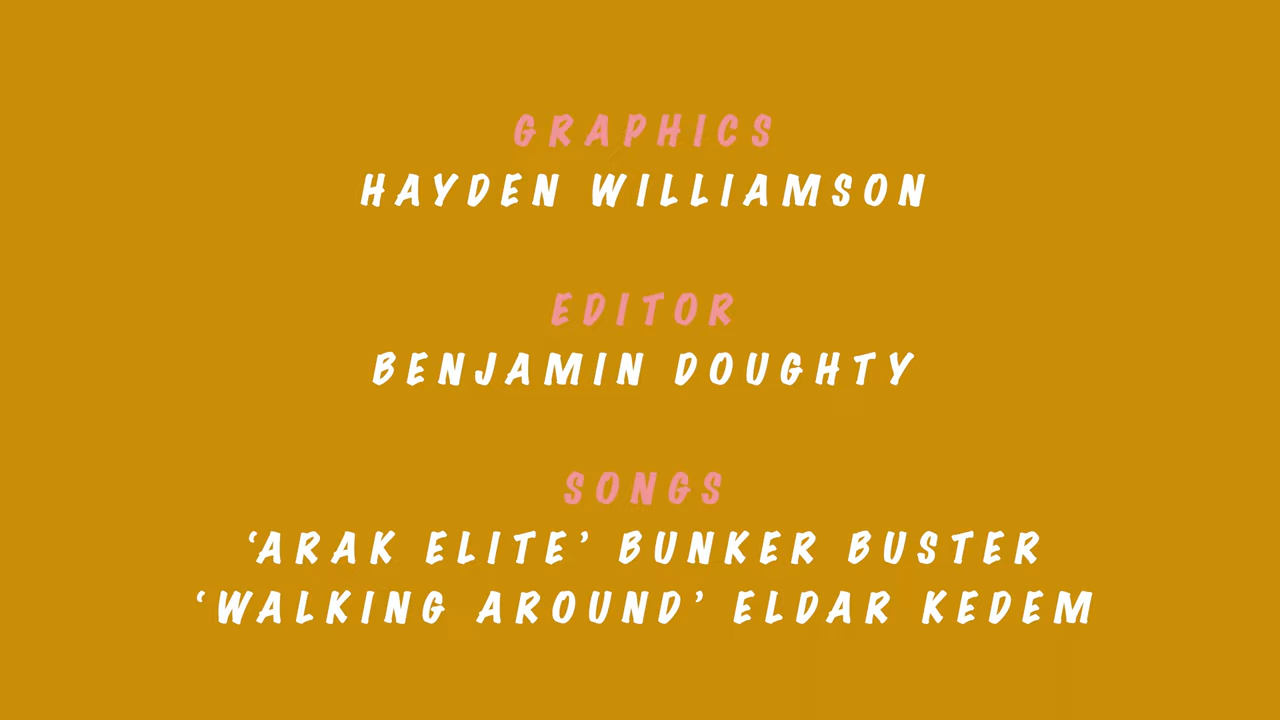 GRAPHICS
HAYDEN WILLIAMSON
EDITOR
BENJAMIN DOUGHTY
SONGS
‘ARAK ELITE’ BUNKER BUSTER
‘WALKING AROUND’ ELDAR KEDEM